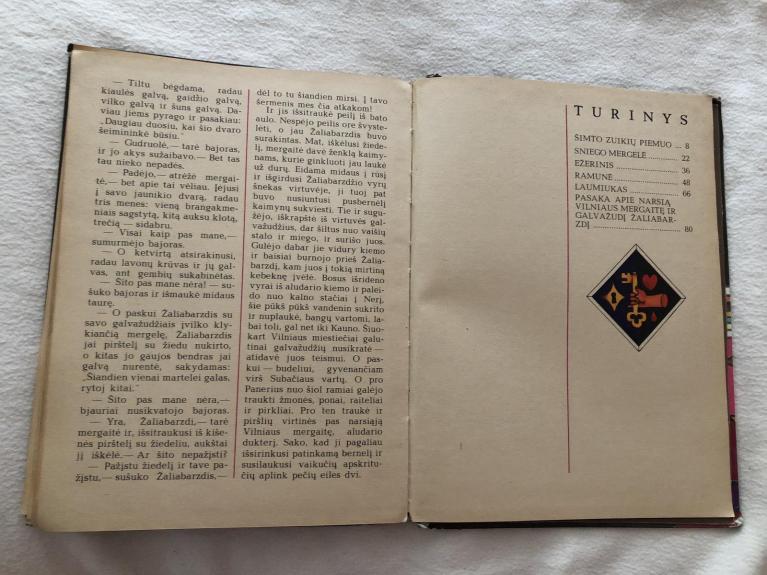 — Tiltu bėgdama, radau
kiaulės galvą, gaidžio galvą,
vilko galvą ir šuns galvą. Da-
viau jiems pyrago ir pasakiau:
„Daugiau duosiu, kai šio dvaro
šeimininkė būsiu."
— Gudruolė,— tarė bajoras,
ir jo akys sužaibavo.— Bet tas
tau nieko nepadės.
— Padėjo,— atrėžė mergai-
tė,— bet apie tai vėliau. Įėjusi
į savo jaunikio dvarą, radau
tris menes: vieną brangakme-
niais sagstytą, kitą auksu klotą,
trečią — sidabru.
— Visai kaip pas mane,—
sumurmėjo bajoras.
— O ketvirtą atsirakinusi,
radau lavonų krūvas ir jų gal-
vas, ant gembių sukabinėtas.
— Šito pas mane nėra! — su-
šuko bajoras ir išmaukė midaus
taurę.
— O paskui Žaliabarzdis su
savo galvažudžiais įvilko kly-
kiančią mergelę, Žaliabarzdis
jai pirštelį su žiedu nukirto,
o kitas jo gaujos bendras jai
galvą nurentė, sakydamas:
„Šiandien vienai martelei galas,
rytoj kitai."
— Šito pas mane nėra,—
bjauriai nusikvatojo bajoras.
— Yra, Žaliabarzdi,— tarė
mergaitė ir, išsitraukusi iš kiše-
nės pirštelį su žiedeliu, aukštai
jį iškėlė.— Ar šito nepažįsti?
— Pažįstu žiedelį ir tave pa-
žįstu,— sušuko Žaliabarzdis,—
dėl to tu šiandien mirsi. Į tavo
šermenis mes čia atkakom!
Ir jis išsitraukė peilį iš bato
aulo. Nespėjo peilis ore švyste-
lėti, o jau Žaliabarzdis buvo
surakintas. Mat, iškėlusi žiede-
lį, mergaitė davė ženklą kaimy-
nams, kurie ginkluoti jau laukė
už durų. Eidama midaus į rūsį
ir išgirdusi Žaliabarzdžio vyrų
šnekas virtuvėje, ji tuoj pat
buvo nusiuntusi pusbernėlį
kaimynų sukviesti. Tie ir sugu-
žėjo, iškrapštė iš virtuvės gal-
važudžius, dar šiltus nuo vaišių
stalo ir miego, ir surišo juos.
Gulėjo dabar jie vidury kiemo
ir baisiai burnojo prieš Žalia-
barzdį, kam juos į tokią mirtiną
kebeknę įvėtė. Bosus išrideno
vyrai iš aludario kiemo ir palei-
do nuo kalno stačiai į Nerį,
šie pūkš pūkš vandenin sukrito
ir nuplaukė, bangų vartomi, la-
bai toli, gal net iki Kauno. Šiuo-
kart Vilniaus miestiečiai galu-
tinai galvažudžių nusikratė —
atidavė juos teismui. O pas-
kui — budeliui, gyvenančiam
virš Subačiaus vartų. O pro
Panerius nuo šiol ramiai galėjo
traukti žmonės, ponai, raiteliai
ir pirkliai. Pro ten traukė ir
piršlių virtinės pas narsiąją
Vilniaus mergaitę, aludario
dukterį. Sako, kad ji pagaliau
išsirinkusi patinkamą bernelį ir
susilaukusi vaikučių apskritu-
čių aplink pečių eiles dvi.
TURINYS
ŠIMTO ZUIKIŲ PIEMUO ... 8
SNIEGO MERGELĖ ............... 22
EŽERINIS ............................. 36
RAMUNĖ ............................. 48
LAUMIUKAS ......................... 66
PASAKA APIE NARSIĄ
VILNIAUS MERGAITĘ IR
GALVAŽUDĮ ŽALIABAR-
ZDĮ ..................................... 80